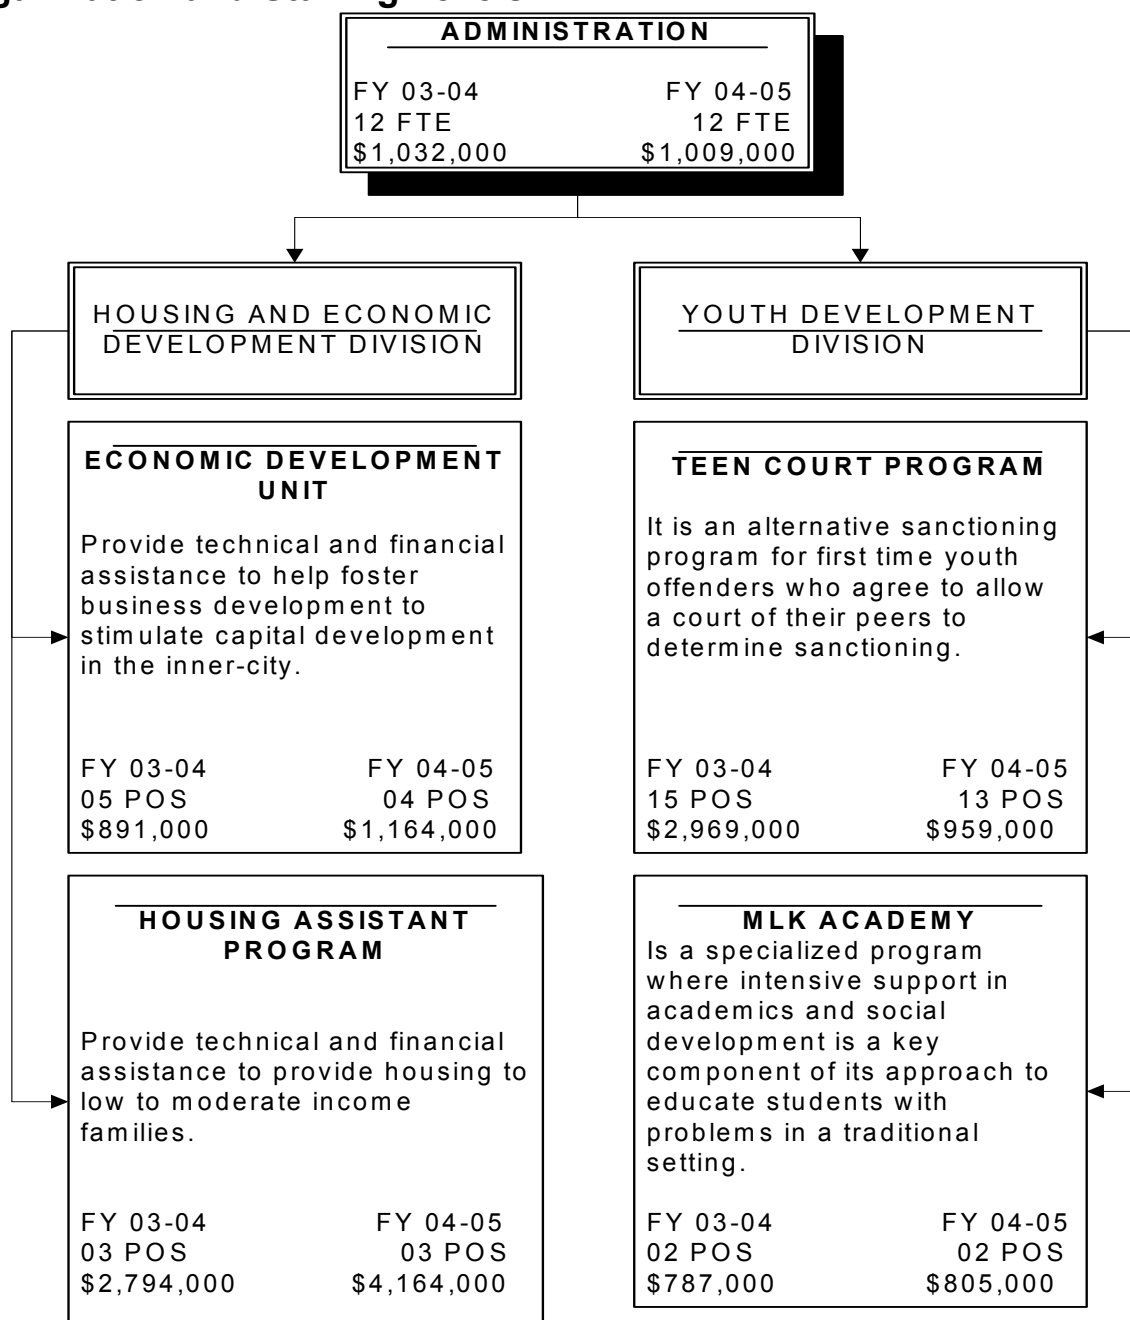 ADMINISTRATION
FY 03-04 FY 04-05
12 FTE 12 FTE
$1,032,000 $1,009,000
HOUSING AND ECONOMIC
DEVELOPMENT DIVISION
YOUTH DEVELOPMENT
DIVISION
ECONOMIC DEVELOPMENT
UNIT
Provide technical and financial
assistance to help foster
business development to
stimulate capital development
in the inner-city.
FY 03-04 FY 04-05
05 POS 04 POS
$891,000 $1,164,000
TEEN COURT PROGRAM
It is an alternative sanctioning
program for first time youth
offenders who agree to allow
a court of their peers to
determine sanctioning.
FY 03-04 FY 04-05
15 POS 13 POS
$2,969,000 $959,000
HOUSING ASSISTANT
PROGRAM
Provide technical and financial
assistance to provide housing to
low to moderate income
families.
FY 03-04 FY 04-05
03 POS 03 POS
$2,794,000 $4,164,000
MLK ACADEMY
Is a specialized program
where intensive support in
academics and social
development is a key
component of its approach to
educate students with
problems in a traditional
setting.
FY 03-04 FY 04-05
02 POS 02 POS
$787,000 $805,000